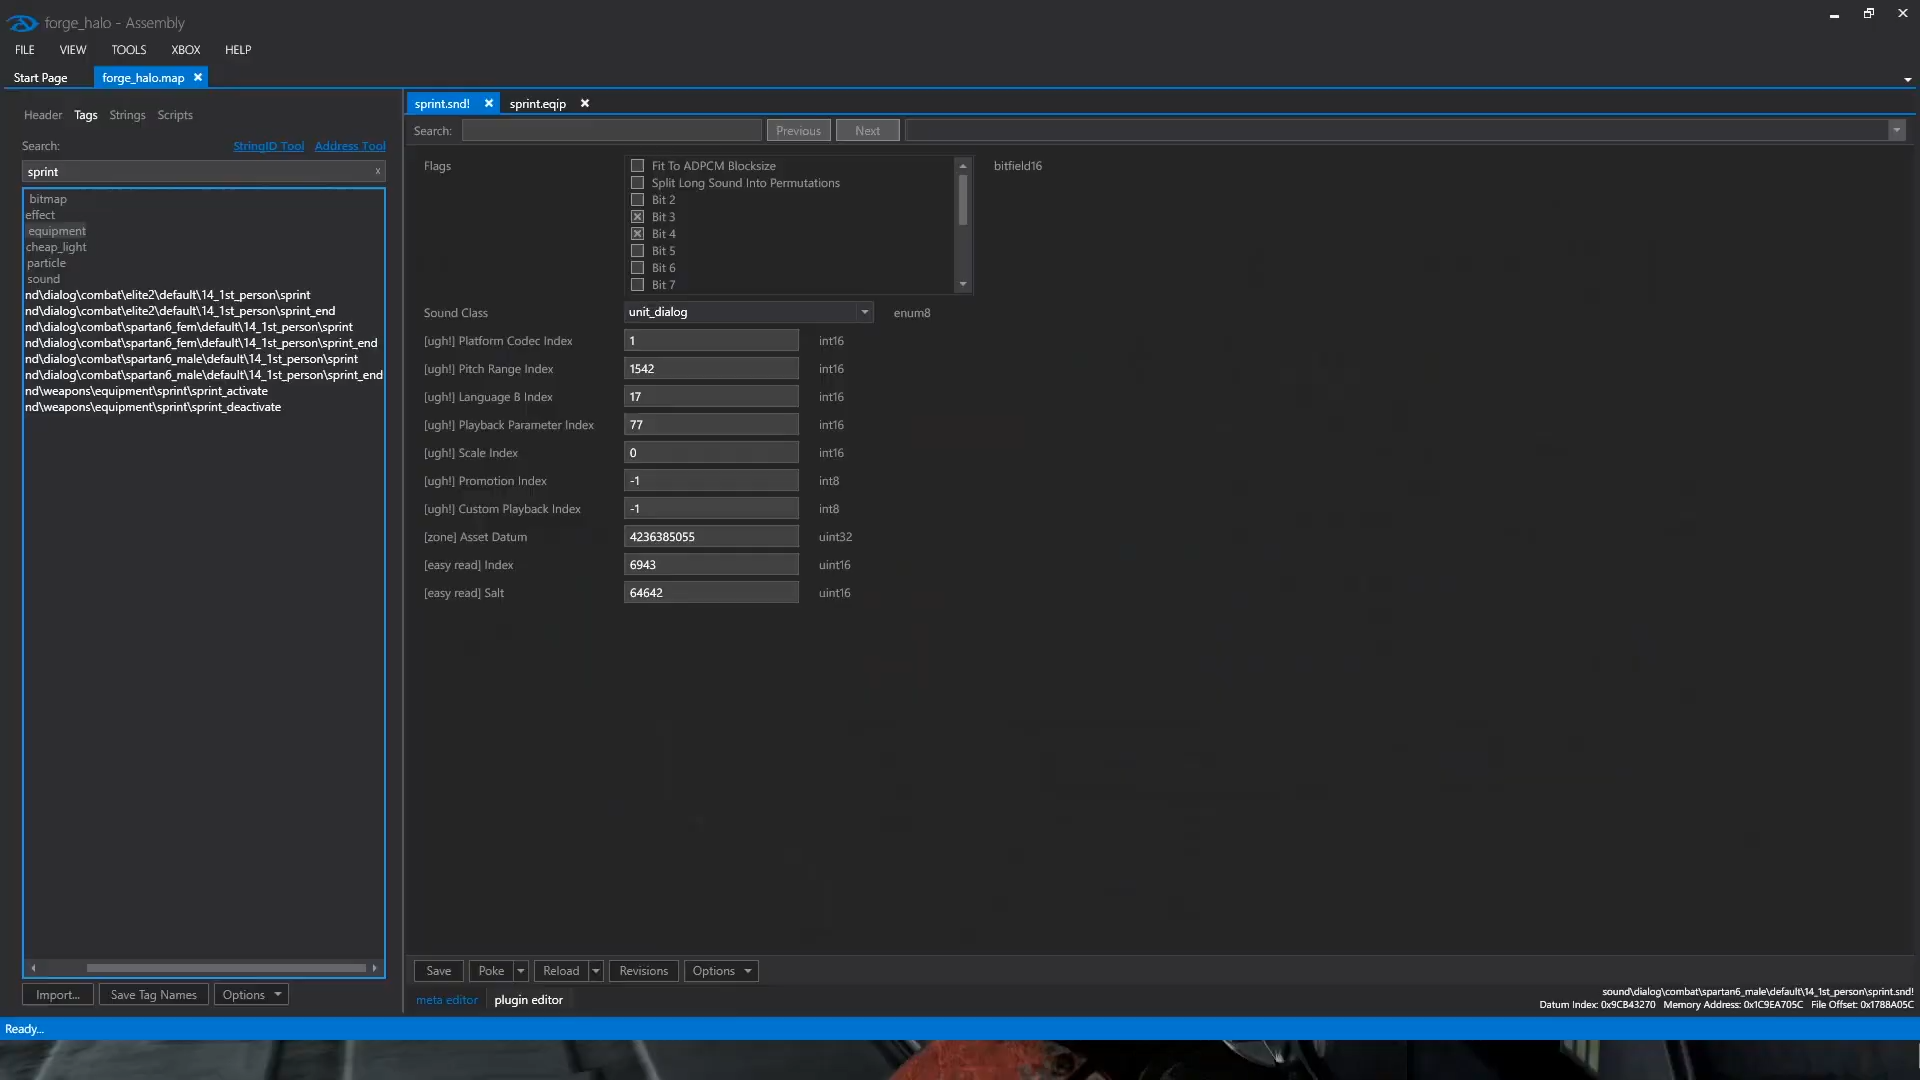 forge_halo - Assembly
FILE VIEW TOOLS XBOX HELP
Start Page forge_halo.map
Header Tags Strings Scripts
Search: StringID Tool Address Tool
sprint x
bitmap
effect
equipment
cheap_light
particle
sound
nd\dialog\combat\elite2\default\14_1st_person\sprint
nd\dialog\combat\elite2\default\14_1st_person\sprint_end
nd\dialog\combat\spartan6_fem\default\14_1st_person\sprint
nd\dialog\combat\spartan6_fem\default\14_1st_person\sprint_end
nd\dialog\combat\spartan6_male\default\14_1st_person\sprint
nd\dialog\combat\spartan6_male\default\14_1st_person\sprint_end
nd\weapons\equipment\sprint\sprint_activate
nd\weapons\equipment\sprint\sprint_deactivate
Import... Save Tag Names Options
sprint.snd! sprint.eqip
Search: Previous Next
Flags Fit To ADPCM Blocksize bitfield16
Split Long Sound Into Permutations
Bit 2
Bit 3
Bit 4
Bit 5
Bit 6
Bit 7
Sound Class unit_dialog enum8
[ugh!] Platform Codec Index 1 int16
[ugh!] Pitch Range Index 1542 int16
[ugh!] Language B Index 17 int16
[ugh!] Playback Parameter Index 77 int16
[ugh!] Scale Index 0 int16
[ugh!] Promotion Index -1 int8
[ugh!] Custom Playback Index -1 int8
[zone] Asset Datum 4236385055 uint32
[easy read] Index 6943 uint16
[easy read] Salt 64642 uint16
Save Poke Reload Revisions Options
meta editor plugin editor
sound\dialog\combat\spartan6_male\default\14_1st_person\sprint.snd!
Datum Index: 0x9CB43270 Memory Address: 0x1C9EA705C File Offset: 0x1788A05C
Ready...